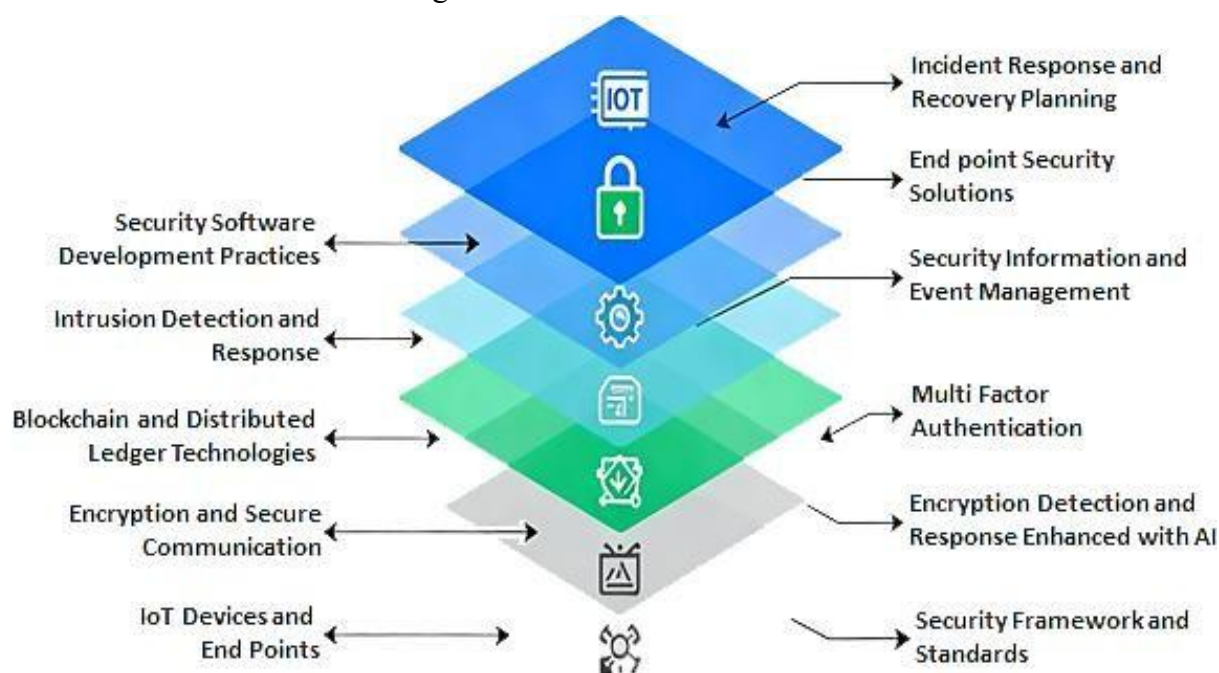 IOT
Incident Response and
Recovery Planning
End point Security
Solutions
Security Software
Development Practices
Security Information and
Event Management
Intrusion Detection and
Response
Multi Factor
Authentication
Blockchain and Distributed
Ledger Technologies
Encryption and Secure
Communication
Encryption Detection and
Response Enhanced with AI
IoT Devices and
End Points
Security Framework and
Standards